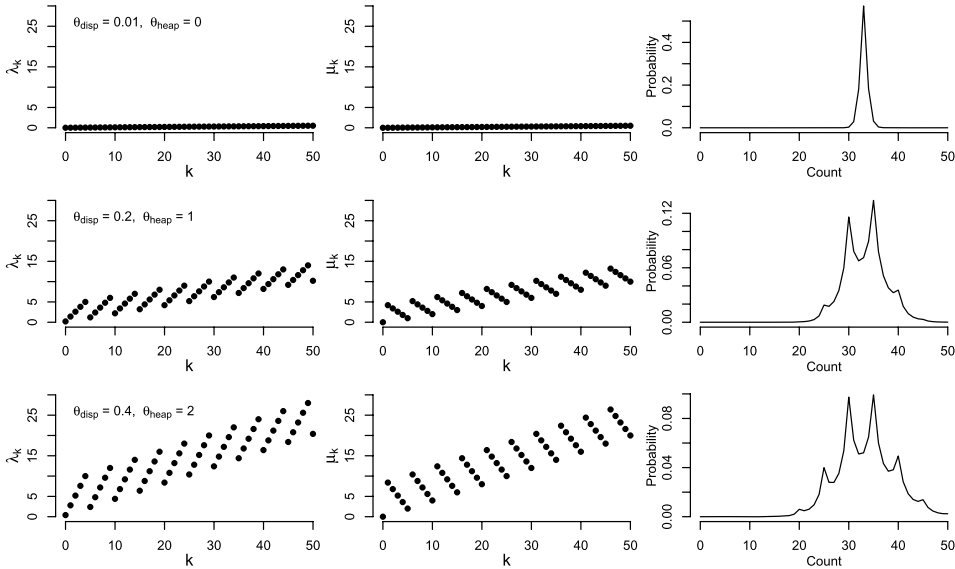 θdisp = 0.01, θheap = 0
λk
0 5 15 25
0 10 20 30 40 50
k
μk
0 5 15 25
0 10 20 30 40 50
k
Probability
0.0 0.2 0.4
0 10 20 30 40 50
Count
θdisp = 0.2, θheap = 1
λk
0 5 15 25
0 10 20 30 40 50
k
μk
0 5 15 25
0 10 20 30 40 50
k
Probability
0.00 0.06 0.12
0 10 20 30 40 50
Count
θdisp = 0.4, θheap = 2
λk
0 5 15 25
0 10 20 30 40 50
k
μk
0 5 15 25
0 10 20 30 40 50
k
Probability
0.00 0.04 0.08
0 10 20 30 40 50
Count